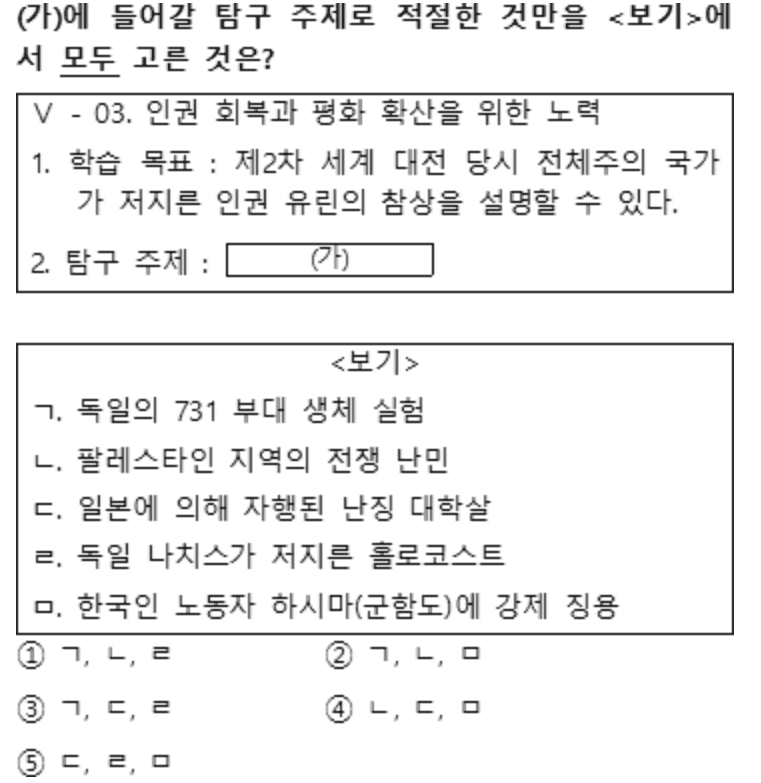 (가)에 들어갈 탐구 주제로 적절한 것만을 <보기>에
서 모두 고른 것은?
Ⅴ - 03. 인권 회복과 평화 확산을 위한 노력
1. 학습 목표 : 제2차 세계 대전 당시 전체주의 국가
가 저지른 인권 유린의 참상을 설명할 수 있다.
2. 탐구 주제 : (가)
<보기>
ㄱ. 독일의 731 부대 생체 실험
ㄴ. 팔레스타인 지역의 전쟁 난민
ㄷ. 일본에 의해 자행된 난징 대학살
ㄹ. 독일 나치스가 저지른 홀로코스트
ㅁ. 한국인 노동자 하시마(군함도)에 강제 징용
① ㄱ, ㄴ, ㄹ ② ㄱ, ㄴ, ㅁ
③ ㄱ, ㄷ, ㄹ ④ ㄴ, ㄷ, ㅁ
⑤ ㄷ, ㄹ, ㅁ